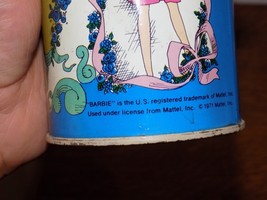 "BARBIE" is the U.S. registered trademark of Mattel, Inc.
Used under license from Mattel, Inc. © 1971 Mattel, Inc.